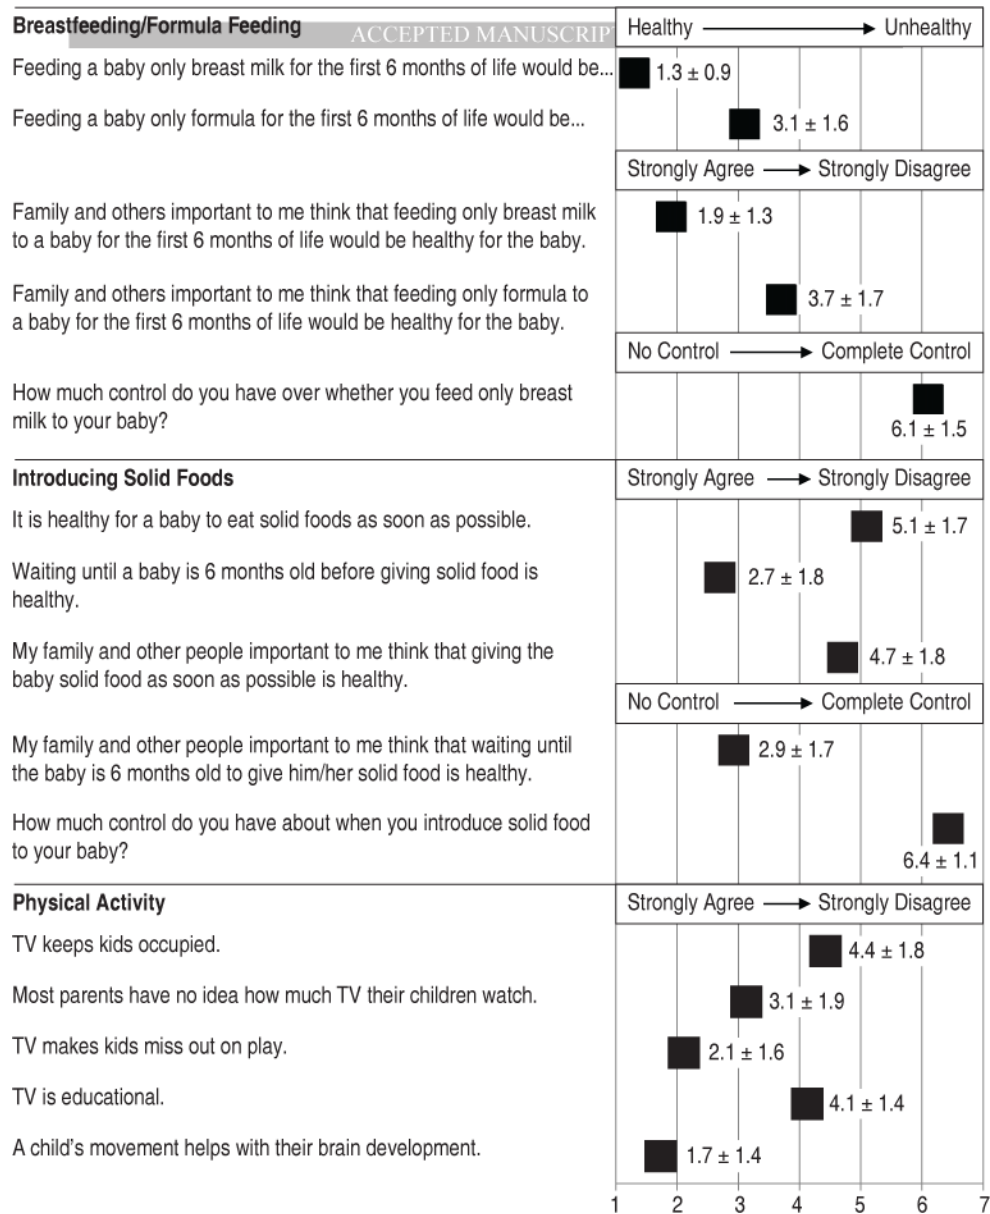 Breastfeeding/Formula Feeding
ACCEPTED MANUSCRIP
Healthy Unhealthy
Feeding a baby only breast milk for the first 6 months of life would be...
1.3 ± 0.9
Feeding a baby only formula for the first 6 months of life would be...
3.1 ± 1.6
Strongly Agree Strongly Disagree
Family and others important to me think that feeding only breast milk
to a baby for the first 6 months of life would be healthy for the baby.
1.9 ± 1.3
Family and others important to me think that feeding only formula to
a baby for the first 6 months of life would be healthy for the baby.
3.7 ± 1.7
No Control Complete Control
How much control do you have over whether you feed only breast
milk to your baby?
6.1 ± 1.5
Introducing Solid Foods
Strongly Agree Strongly Disagree
It is healthy for a baby to eat solid foods as soon as possible.
5.1 ± 1.7
Waiting until a baby is 6 months old before giving solid food is
healthy.
2.7 ± 1.8
My family and other people important to me think that giving the
baby solid food as soon as possible is healthy.
4.7 ± 1.8
No Control Complete Control
My family and other people important to me think that waiting until
the baby is 6 months old to give him/her solid food is healthy.
2.9 ± 1.7
How much control do you have about when you introduce solid food
to your baby?
6.4 ± 1.1
Physical Activity
Strongly Agree Strongly Disagree
TV keeps kids occupied.
4.4 ± 1.8
Most parents have no idea how much TV their children watch.
3.1 ± 1.9
TV makes kids miss out on play.
2.1 ± 1.6
TV is educational.
4.1 ± 1.4
A child's movement helps with their brain development.
1.7 ± 1.4
1 2 3 4 5 6 7